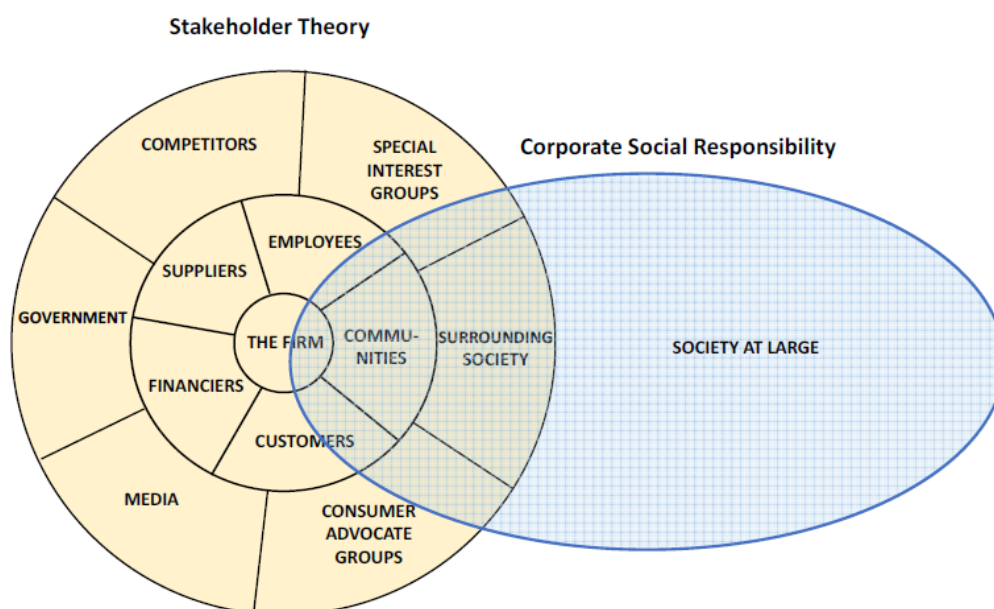 Stakeholder Theory
COMPETITORS
SPECIAL
INTEREST
GROUPS
Corporate Social Responsibility
EMPLOYEES
SUPPLIERS
GOVERNMENT
THE FIRM
COMMU-
NITIES
SURROUNDING
SOCIETY
SOCIETY AT LARGE
FINANCIERS
CUSTOMERS
MEDIA
CONSUMER
ADVOCATE
GROUPS